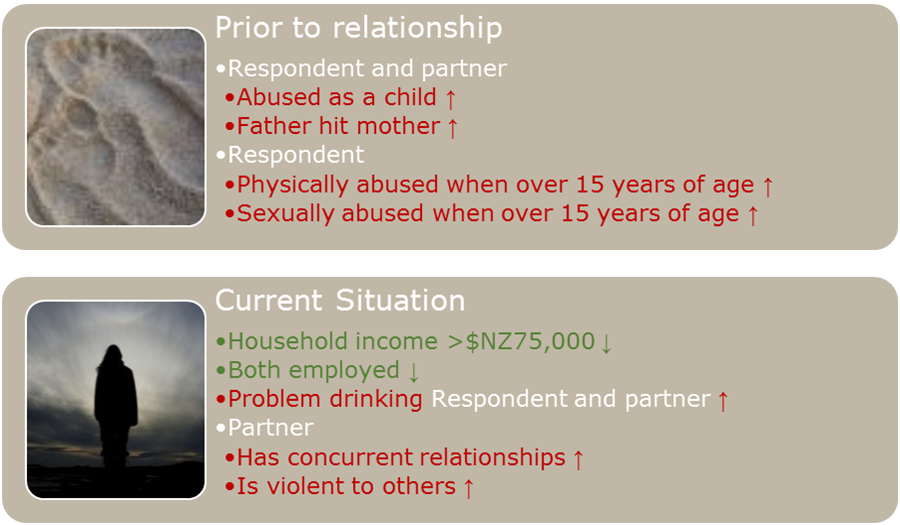 Prior to relationship
•Respondent and partner
•Abused as a child ↑
•Father hit mother ↑
•Respondent
•Physically abused when over 15 years of age ↑
•Sexually abused when over 15 years of age ↑
Current Situation
•Household income >$NZ75,000 ↓
•Both employed ↓
•Problem drinking Respondent and partner ↑
•Partner
•Has concurrent relationships ↑
•Is violent to others ↑